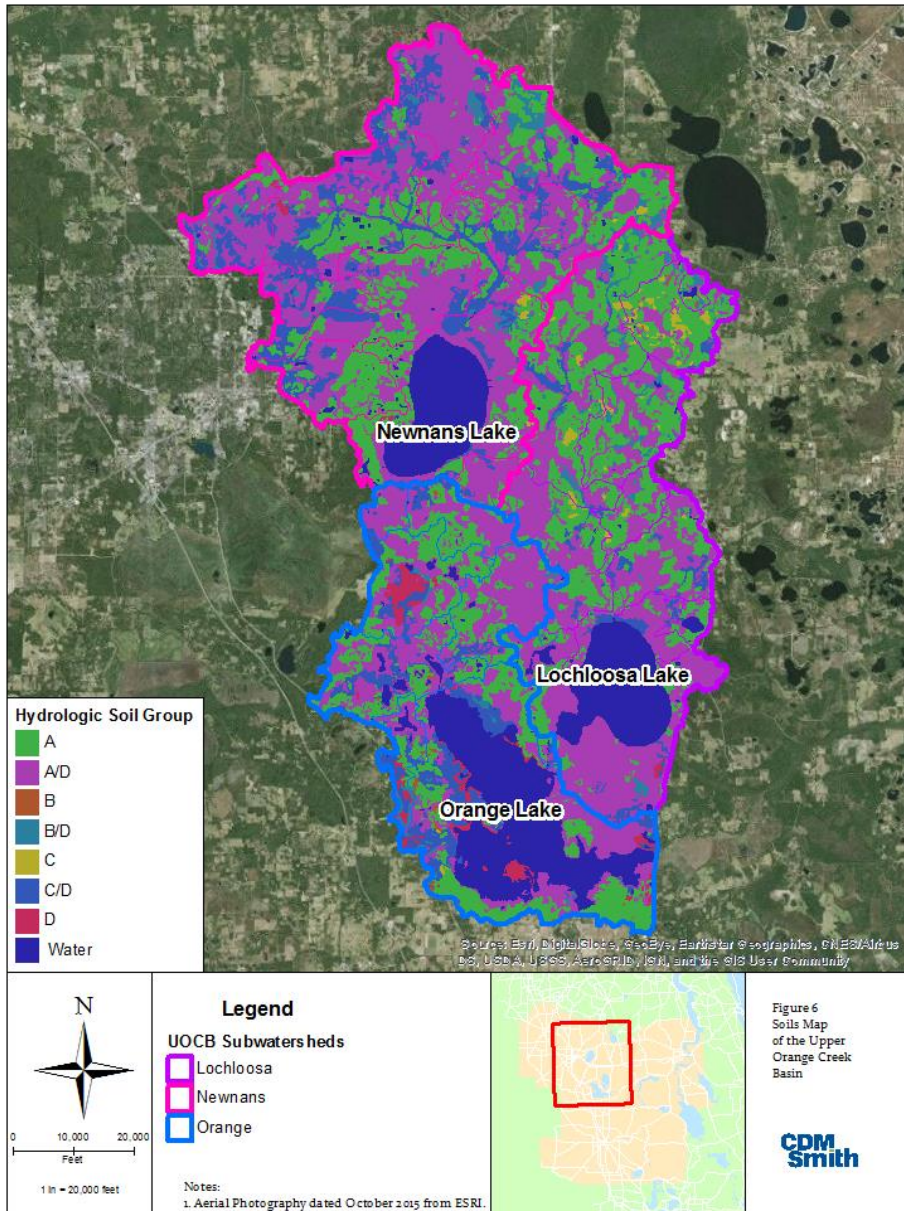 Newnans Lake
Lochloosa Lake
Orange Lake
Hydrologic Soil Group
A
A/D
B
B/D
C
C/D
D
Water
Source: Esri, DigitalGlobe, GeoEye, Earthstar Geographics, CNES/Airbus
DS, USDA, USGS, AeroGRID, IGN, and the GIS User Community
N
0 10,000 20,000
Feet
1 in = 20,000 feet
Legend
UOCB Subwatersheds
Lochloosa
Newnans
Orange
Notes:
1. Aerial Photography dated October 2015 from ESRI.
Figure 6
Soils Map
of the Upper
Orange Creek
Basin
CDM
Smith